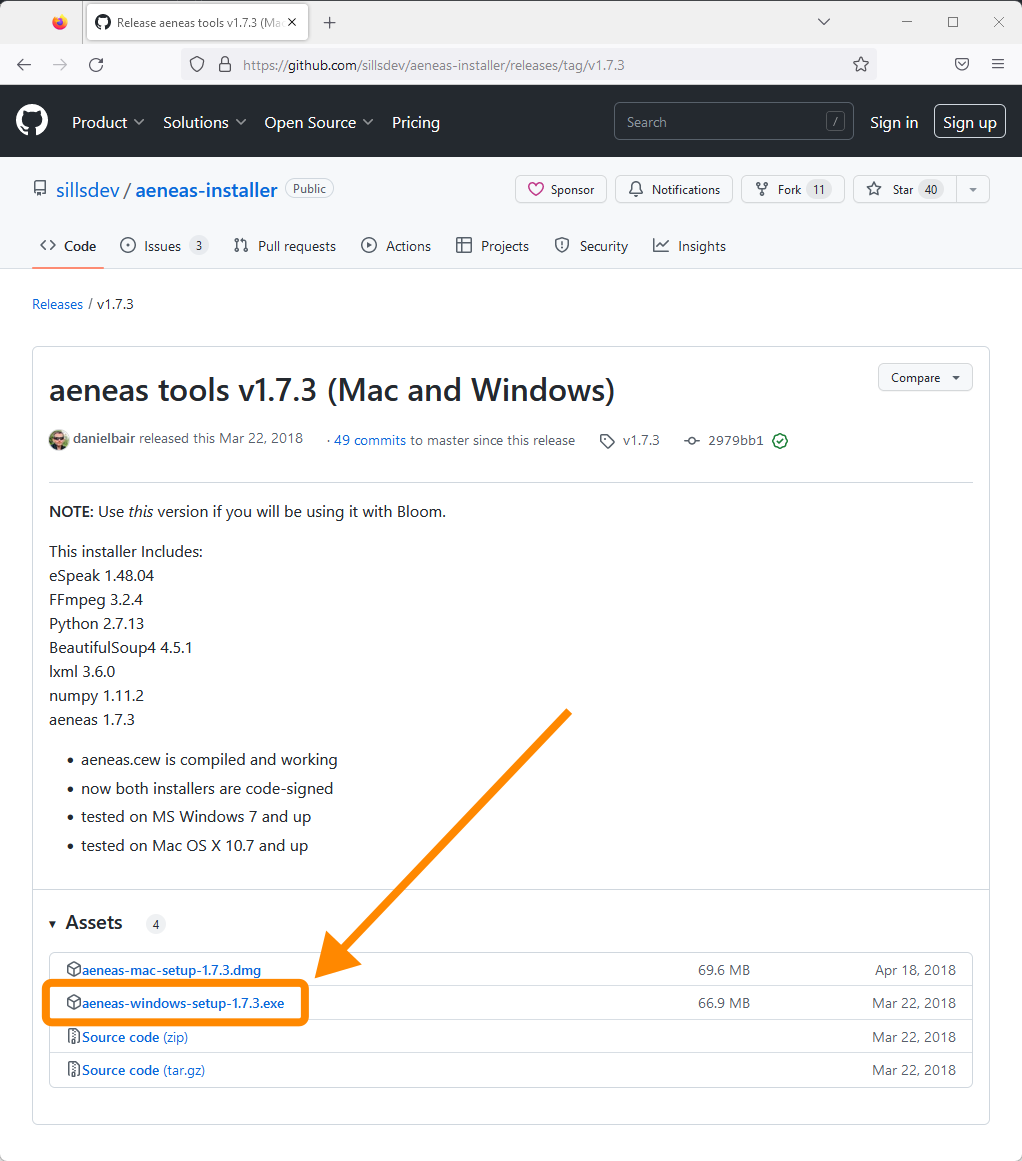 Release aeneas tools v1.7.3 (Ma
https://github.com/sillsdev/aeneas-installer/releases/tag/v1.7.3
Product Solutions Open Source Pricing Search / Sign in Sign up
sillsdev / aeneas-installer Public Sponsor Notifications Fork 11 Star 40
Code Issues 3 Pull requests Actions Projects Security Insights
Releases / v1.7.3
aeneas tools v1.7.3 (Mac and Windows) Compare
danielbair released this Mar 22, 2018 · 49 commits to master since this release v1.7.3 2979bb1
NOTE: Use this version if you will be using it with Bloom.
This installer Includes:
eSpeak 1.48.04
FFmpeg 3.2.4
Python 2.7.13
BeautifulSoup4 4.5.1
lxml 3.6.0
numpy 1.11.2
aeneas 1.7.3
• aeneas.cew is compiled and working
• now both installers are code-signed
• tested on MS Windows 7 and up
• tested on Mac OS X 10.7 and up
Assets 4
aeneas-mac-setup-1.7.3.dmg 69.6 MB Apr 18, 2018
aeneas-windows-setup-1.7.3.exe 66.9 MB Mar 22, 2018
Source code (zip) Mar 22, 2018
Source code (tar.gz) Mar 22, 2018